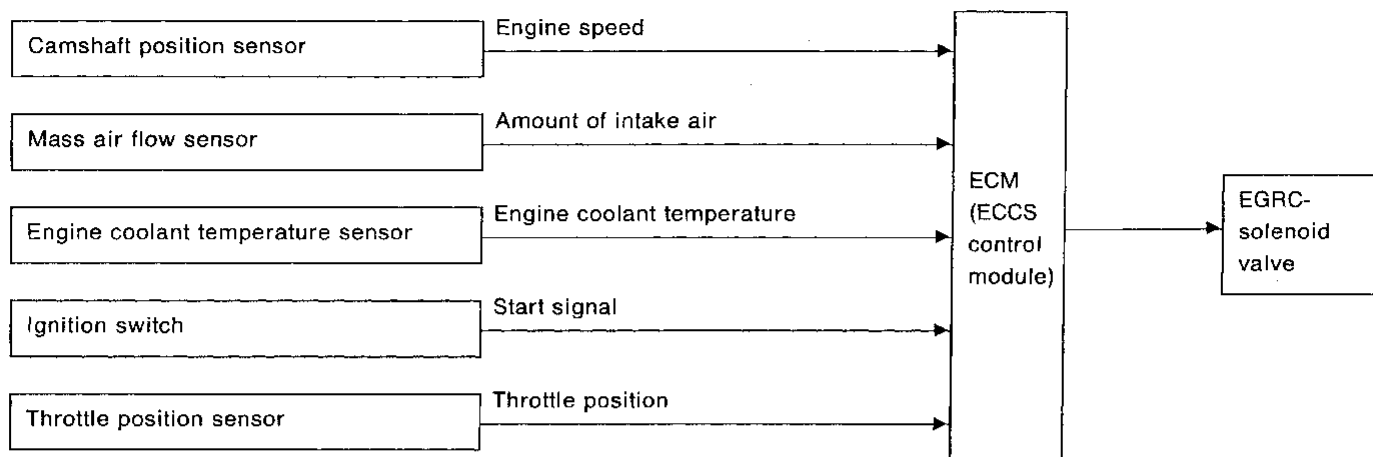 Camshaft position sensor
Engine speed
Mass air flow sensor
Amount of intake air
Engine coolant temperature sensor
Engine coolant temperature
Ignition switch
Start signal
Throttle position sensor
Throttle position
ECM
(ECCS
control
module)
EGRC-
solenoid
valve